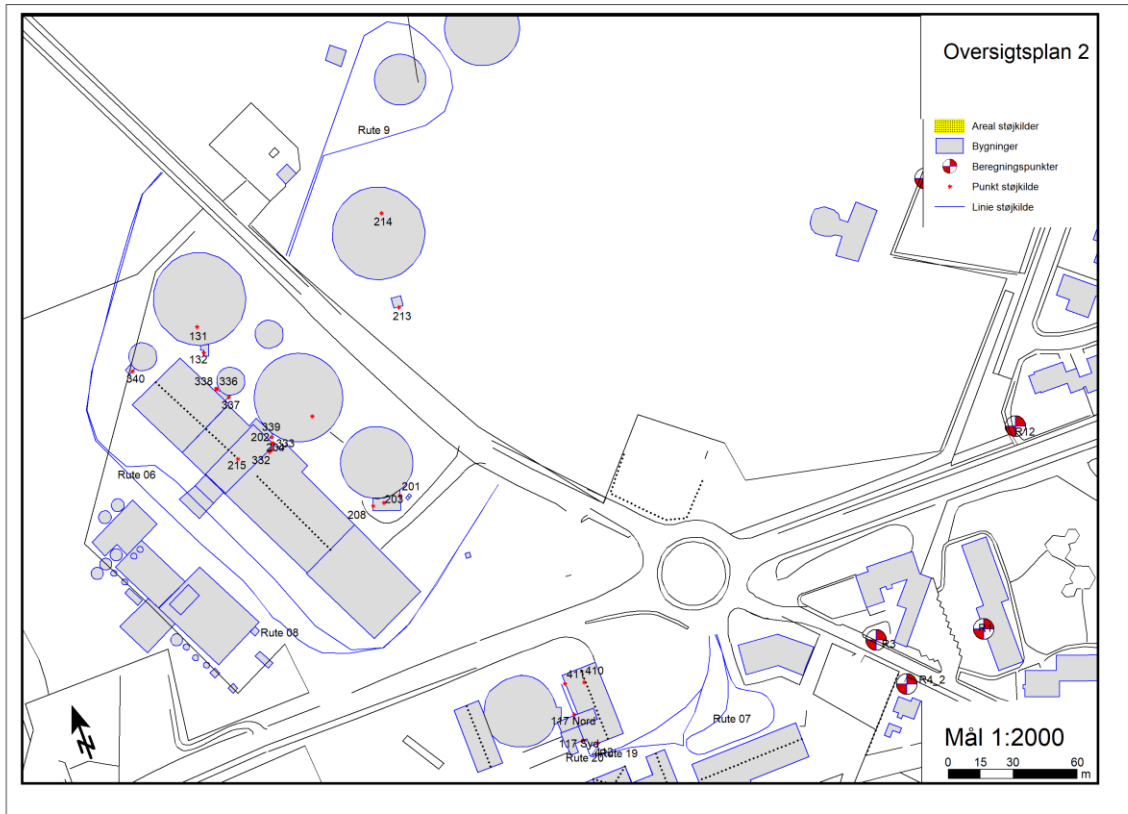 Oversigtsplan 2
Areal støjkilder
Bygninger
Beregningspunkter
Punkt støjkilde
Linie støjkilde
Rute 9
214
213
131
132
340
338
336
337
339
202
333
332
215
201
203
208
Rute 06
Rute 08
R12
R3
R4_2
411
410
117 Nord
117 Syd
Rute 19
Rute 20
Rute 07
N
Mål 1:2000
0 15 30 60
m